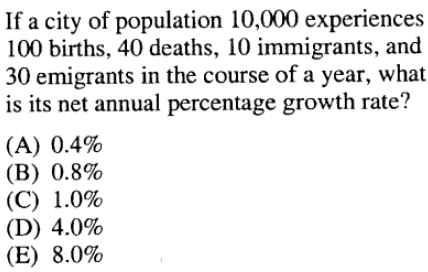 If a city of population 10,000 experiences
100 births, 40 deaths, 10 immigrants, and
30 emigrants in the course of a year, what
is its net annual percentage growth rate?
(A) 0.4%
(B) 0.8%
(C) 1.0%
(D) 4.0%
(E) 8.0%